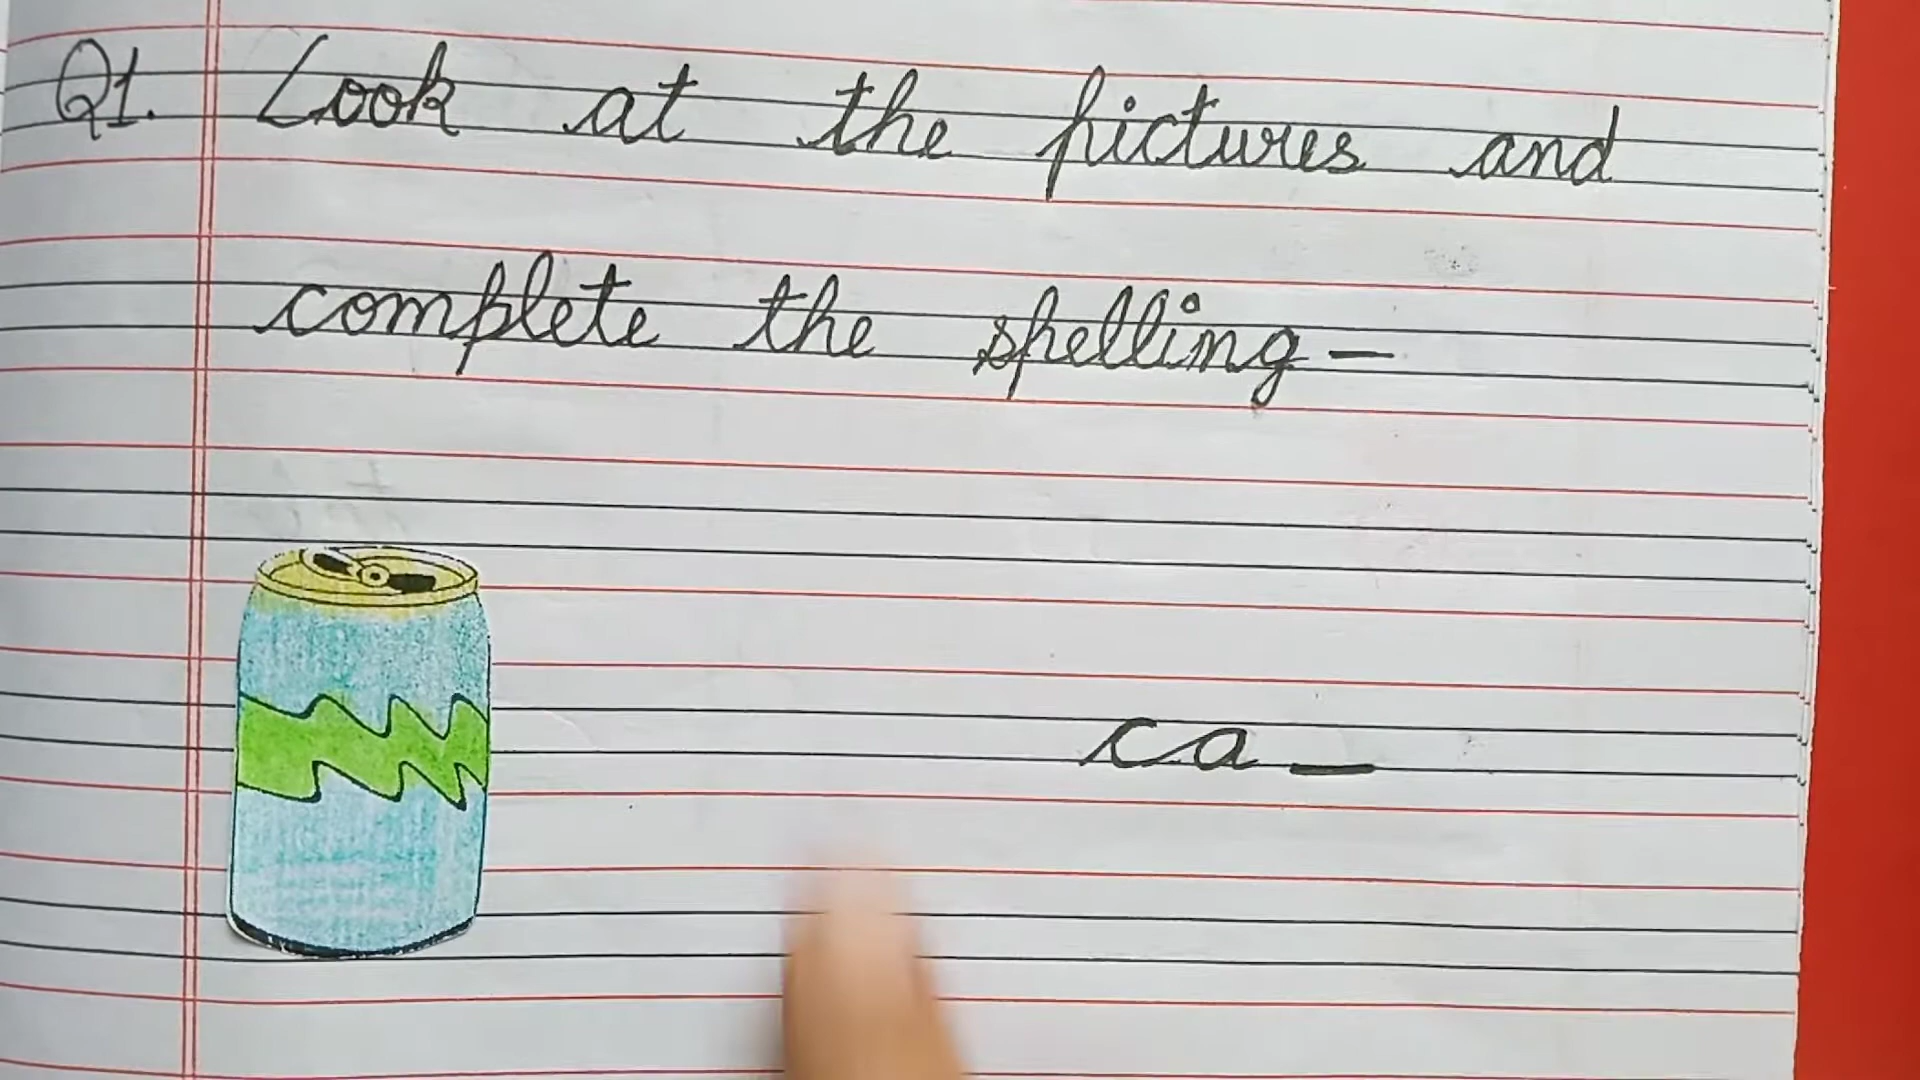 Q1. Look at the pictures and
complete the spelling-
ca_